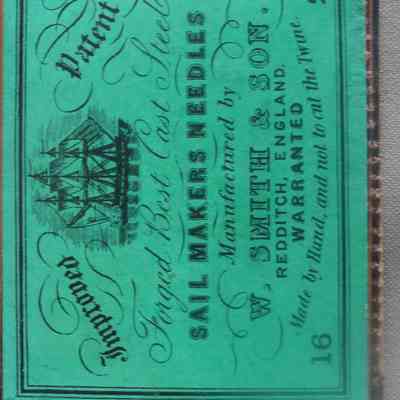 Improved Patent
Forged Best Cast Steel
SAIL MAKERS NEEDLES
Manufactured by
W. SMITH & SON.
REDDITCH, ENGLAND.
WARRANTED
Made by Hand, and not to cut the Twine.
16